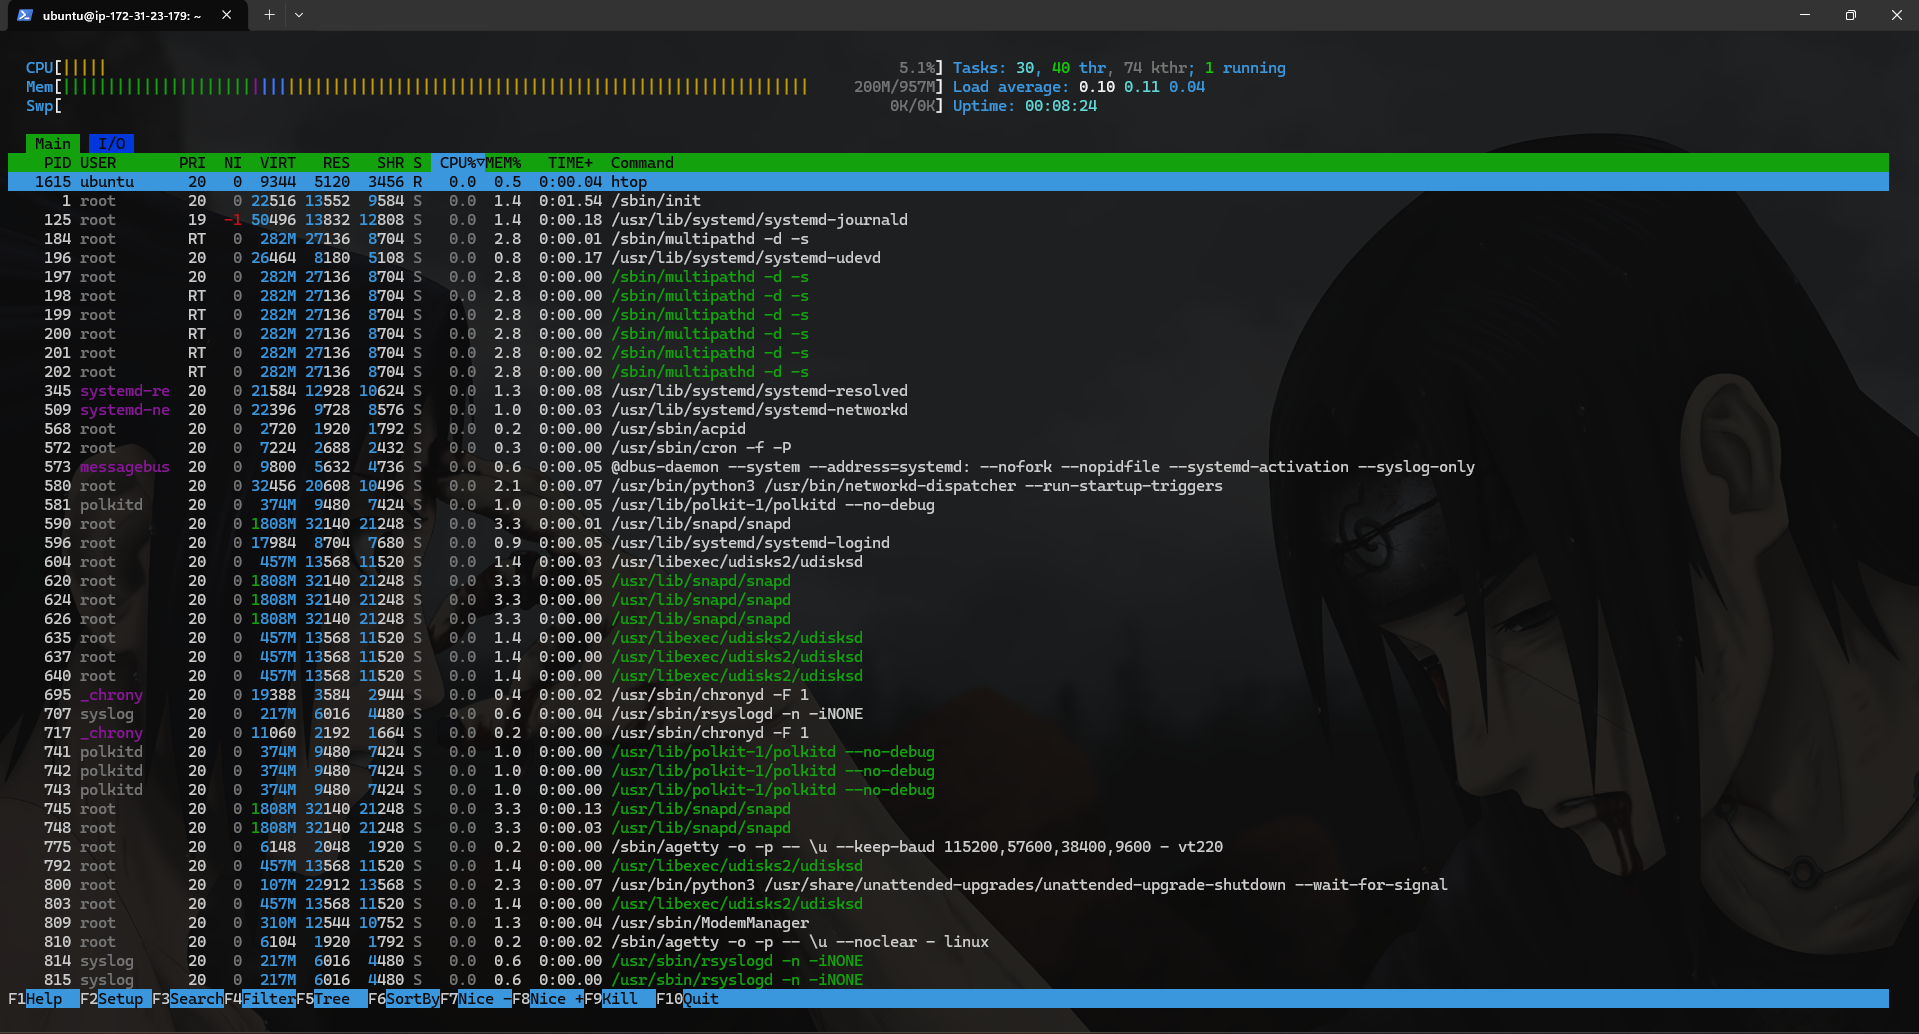 ubuntu@ip-172-31-23-179: ~
CPU[||||| 5.1%] Tasks: 30, 40 thr, 74 kthr; 1 running
Mem[||||||||||||||||||||||||||||||||||||||||||||||||||||||||||||||||||||||||||||||||||| 200M/957M] Load average: 0.10 0.11 0.04
Swp[ 0K/0K] Uptime: 00:08:24
Main I/O
PID USER PRI NI VIRT RES SHR S CPU%▽MEM% TIME+ Command
1615 ubuntu 20 0 9344 5120 3456 R 0.0 0.5 0:00.04 htop
1 root 20 0 22516 13552 9584 S 0.0 1.4 0:01.54 /sbin/init
125 root 19 -1 50496 13832 12808 S 0.0 1.4 0:00.18 /usr/lib/systemd/systemd-journald
184 root RT 0 282M 27136 8704 S 0.0 2.8 0:00.01 /sbin/multipathd -d -s
196 root 20 0 26464 8180 5108 S 0.0 0.8 0:00.17 /usr/lib/systemd/systemd-udevd
197 root 20 0 282M 27136 8704 S 0.0 2.8 0:00.00 /sbin/multipathd -d -s
198 root RT 0 282M 27136 8704 S 0.0 2.8 0:00.00 /sbin/multipathd -d -s
199 root RT 0 282M 27136 8704 S 0.0 2.8 0:00.00 /sbin/multipathd -d -s
200 root RT 0 282M 27136 8704 S 0.0 2.8 0:00.00 /sbin/multipathd -d -s
201 root RT 0 282M 27136 8704 S 0.0 2.8 0:00.02 /sbin/multipathd -d -s
202 root RT 0 282M 27136 8704 S 0.0 2.8 0:00.00 /sbin/multipathd -d -s
345 systemd-re 20 0 21584 12928 10624 S 0.0 1.3 0:00.08 /usr/lib/systemd/systemd-resolved
509 systemd-ne 20 0 22396 9728 8576 S 0.0 1.0 0:00.03 /usr/lib/systemd/systemd-networkd
568 root 20 0 2720 1920 1792 S 0.0 0.2 0:00.00 /usr/sbin/acpid
572 root 20 0 7224 2688 2432 S 0.0 0.3 0:00.00 /usr/sbin/cron -f -P
573 messagebus 20 0 9800 5632 4736 S 0.0 0.6 0:00.05 @dbus-daemon --system --address=systemd: --nofork --nopidfile --systemd-activation --syslog-only
580 root 20 0 32456 20608 10496 S 0.0 2.1 0:00.07 /usr/bin/python3 /usr/bin/networkd-dispatcher --run-startup-triggers
581 polkitd 20 0 374M 9480 7424 S 0.0 1.0 0:00.05 /usr/lib/polkit-1/polkitd --no-debug
590 root 20 0 1808M 32140 21248 S 0.0 3.3 0:00.01 /usr/lib/snapd/snapd
596 root 20 0 17984 8704 7680 S 0.0 0.9 0:00.05 /usr/lib/systemd/systemd-logind
604 root 20 0 457M 13568 11520 S 0.0 1.4 0:00.03 /usr/libexec/udisks2/udisksd
620 root 20 0 1808M 32140 21248 S 0.0 3.3 0:00.05 /usr/lib/snapd/snapd
624 root 20 0 1808M 32140 21248 S 0.0 3.3 0:00.00 /usr/lib/snapd/snapd
626 root 20 0 1808M 32140 21248 S 0.0 3.3 0:00.00 /usr/lib/snapd/snapd
635 root 20 0 457M 13568 11520 S 0.0 1.4 0:00.00 /usr/libexec/udisks2/udisksd
637 root 20 0 457M 13568 11520 S 0.0 1.4 0:00.00 /usr/libexec/udisks2/udisksd
640 root 20 0 457M 13568 11520 S 0.0 1.4 0:00.00 /usr/libexec/udisks2/udisksd
695 _chrony 20 0 19388 3584 2944 S 0.0 0.4 0:00.02 /usr/sbin/chronyd -F 1
707 syslog 20 0 217M 6016 4480 S 0.0 0.6 0:00.04 /usr/sbin/rsyslogd -n -iNONE
717 _chrony 20 0 11060 2192 1664 S 0.0 0.2 0:00.00 /usr/sbin/chronyd -F 1
741 polkitd 20 0 374M 9480 7424 S 0.0 1.0 0:00.00 /usr/lib/polkit-1/polkitd --no-debug
742 polkitd 20 0 374M 9480 7424 S 0.0 1.0 0:00.00 /usr/lib/polkit-1/polkitd --no-debug
743 polkitd 20 0 374M 9480 7424 S 0.0 1.0 0:00.00 /usr/lib/polkit-1/polkitd --no-debug
745 root 20 0 1808M 32140 21248 S 0.0 3.3 0:00.13 /usr/lib/snapd/snapd
748 root 20 0 1808M 32140 21248 S 0.0 3.3 0:00.03 /usr/lib/snapd/snapd
775 root 20 0 6148 2048 1920 S 0.0 0.2 0:00.00 /sbin/agetty -o -p -- \u --keep-baud 115200,57600,38400,9600 - vt220
792 root 20 0 457M 13568 11520 S 0.0 1.4 0:00.00 /usr/libexec/udisks2/udisksd
800 root 20 0 107M 22912 13568 S 0.0 2.3 0:00.07 /usr/bin/python3 /usr/share/unattended-upgrades/unattended-upgrade-shutdown --wait-for-signal
803 root 20 0 457M 13568 11520 S 0.0 1.4 0:00.00 /usr/libexec/udisks2/udisksd
809 root 20 0 310M 12544 10752 S 0.0 1.3 0:00.04 /usr/sbin/ModemManager
810 root 20 0 6104 1920 1792 S 0.0 0.2 0:00.02 /sbin/agetty -o -p -- \u --noclear - linux
814 syslog 20 0 217M 6016 4480 S 0.0 0.6 0:00.00 /usr/sbin/rsyslogd -n -iNONE
815 syslog 20 0 217M 6016 4480 S 0.0 0.6 0:00.00 /usr/sbin/rsyslogd -n -iNONE
F1Help F2Setup F3SearchF4FilterF5Tree F6SortByF7Nice -F8Nice +F9Kill F10Quit